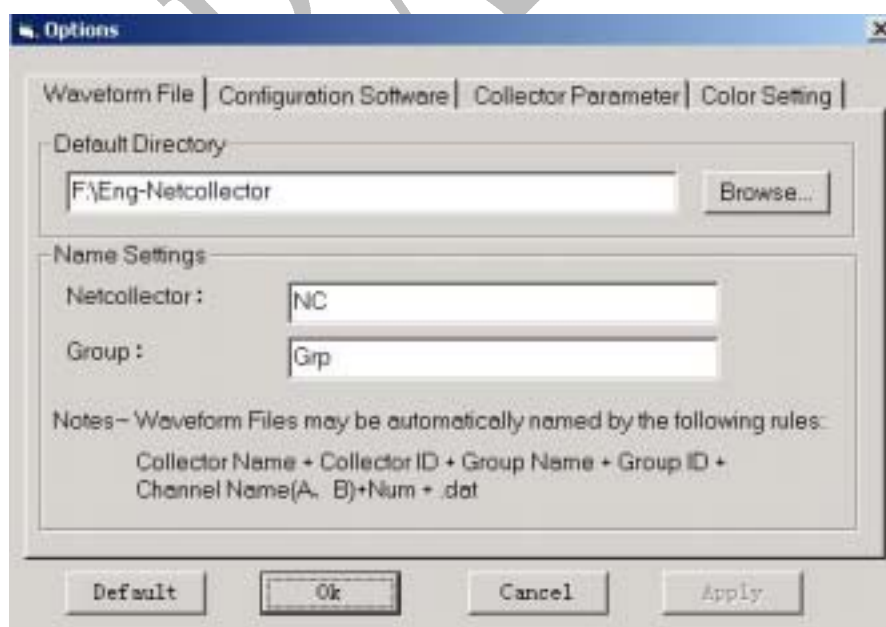 Options
Waveform File
Configuration Software
Collector Parameter
Color Setting
Default Directory
F:\Eng-Netcollector
Browse...
Name Settings
Netcollector:
NC
Group:
Grp
Notes- Waveform Files may be automatically named by the following rules:
Collector Name + Collector ID + Group Name + Group ID +
Channel Name(A、B)+Num + .dat
Default
Ok
Cancel
Apply